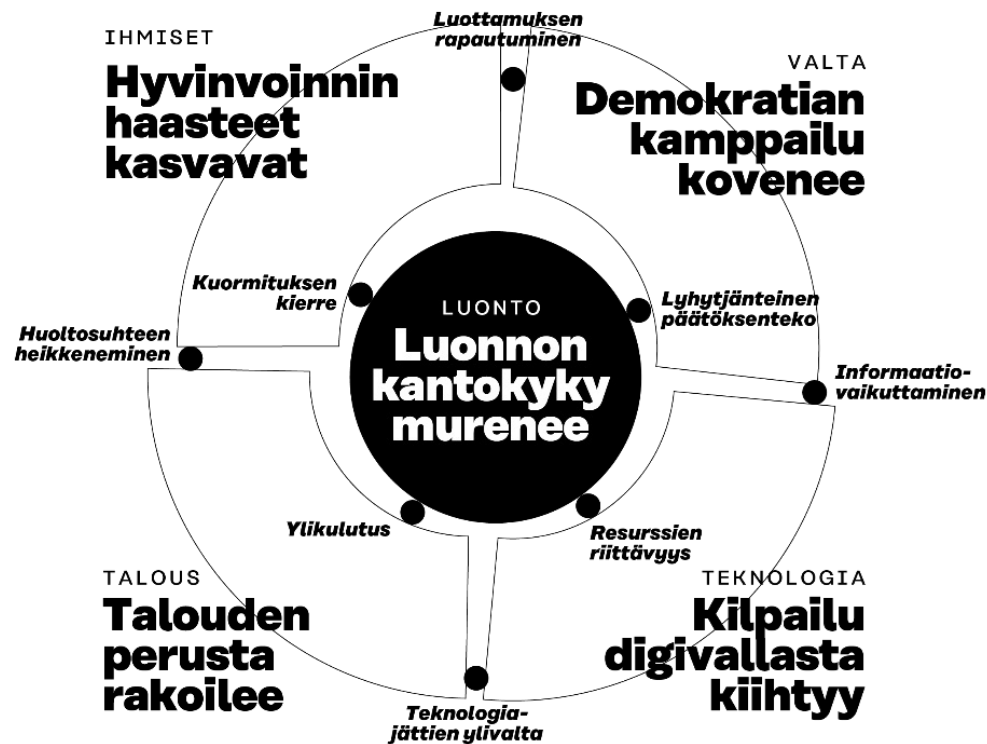 Luottamuksen
rapautuminen
IHMISET
Hyvinvoinnin
haasteet
kasvavat
VALTA
Demokratian
kamppailu
kovenee
Kuormituksen
kierre
Lyhytjänteinen
päätöksenteko
Huoltosuhteen
heikkeneminen
LUONTO
Luonnon
kantokyky
murenee
Informaatio-
vaikuttaminen
Ylikulutus
Resurssien
riittävyys
TALOUS
Talouden
perusta
rakoilee
TEKNOLOGIA
Kilpailu
digivallasta
kiihtyy
Teknologia-
jättien ylivalta